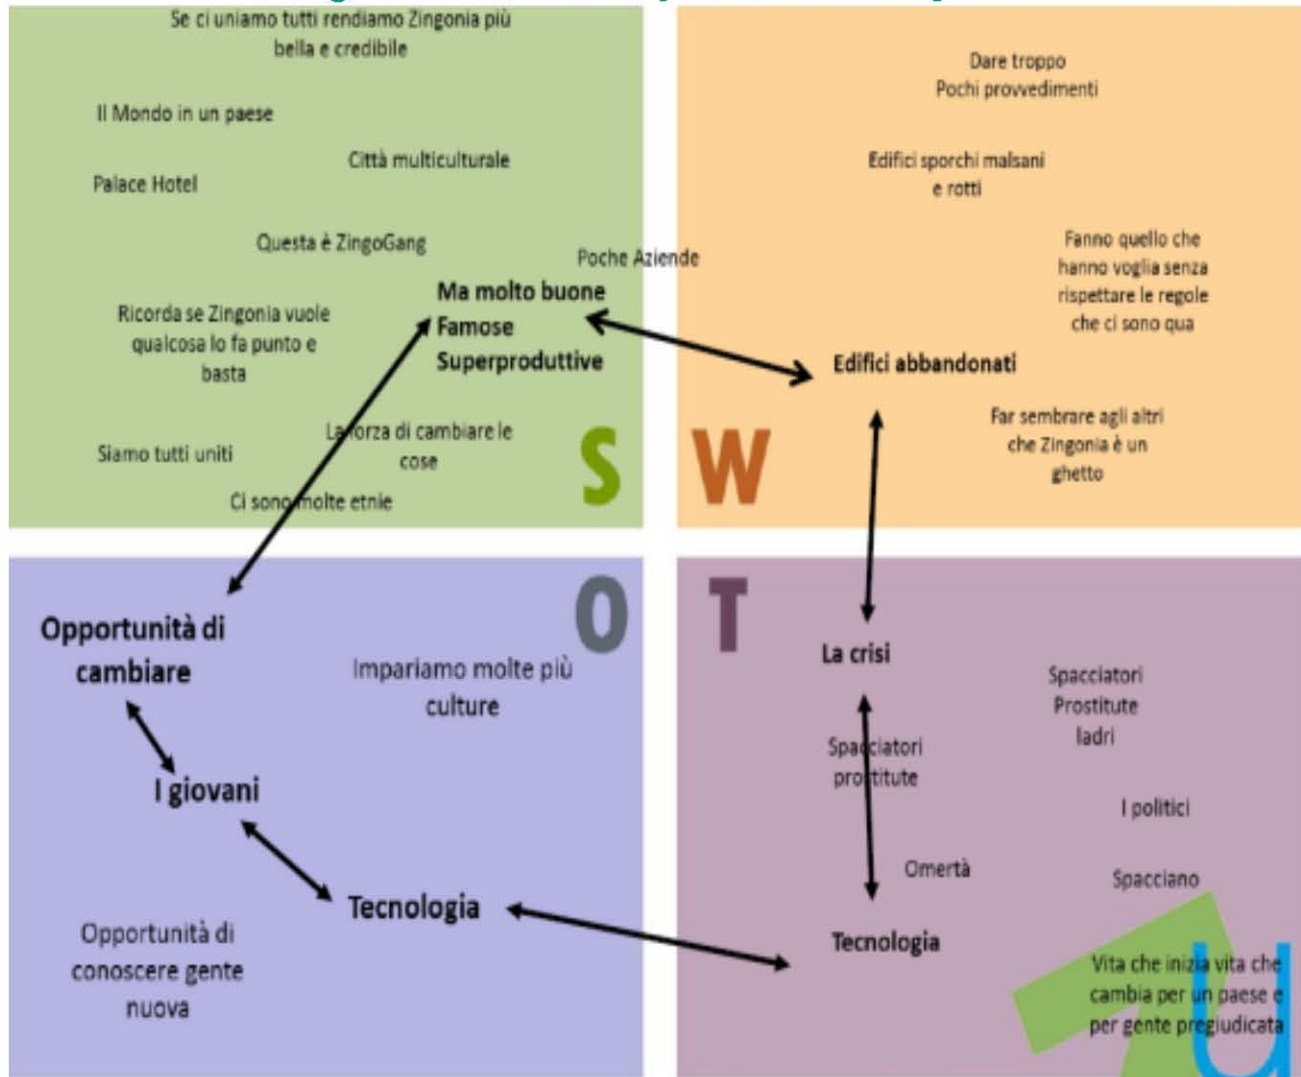 Se ci uniamo tutti rendiamo Zingonia più
bella e credibile
Il Mondo in un paese
Città multiculturale
Palace Hotel
Questa è ZingoGang
Poche Aziende
Ma molto buone
Famose
Superproduttive
Ricorda se Zingonia vuole
qualcosa lo fa punto e
basta
La forza di cambiare le
cose
Siamo tutti uniti
Ci sono molte etnie
S
Dare troppo
Pochi provvedimenti
Edifici sporchi malsani
e rotti
Fanno quello che
hanno voglia senza
rispettare le regole
che ci sono qua
Edifici abbandonati
Far sembrare agli altri
che Zingonia è un
ghetto
W
O
Opportunità di
cambiare
Impariamo molte più
culture
I giovani
Tecnologia
Opportunità di
conoscere gente
nuova
T
La crisi
Spacciatori
Prostitute
ladri
Spacciatori
prostitute
I politici
Omertà
Spacciano
Tecnologia
Vita che inizia vita che
cambia per un paese e
per gente pregiudicata
u